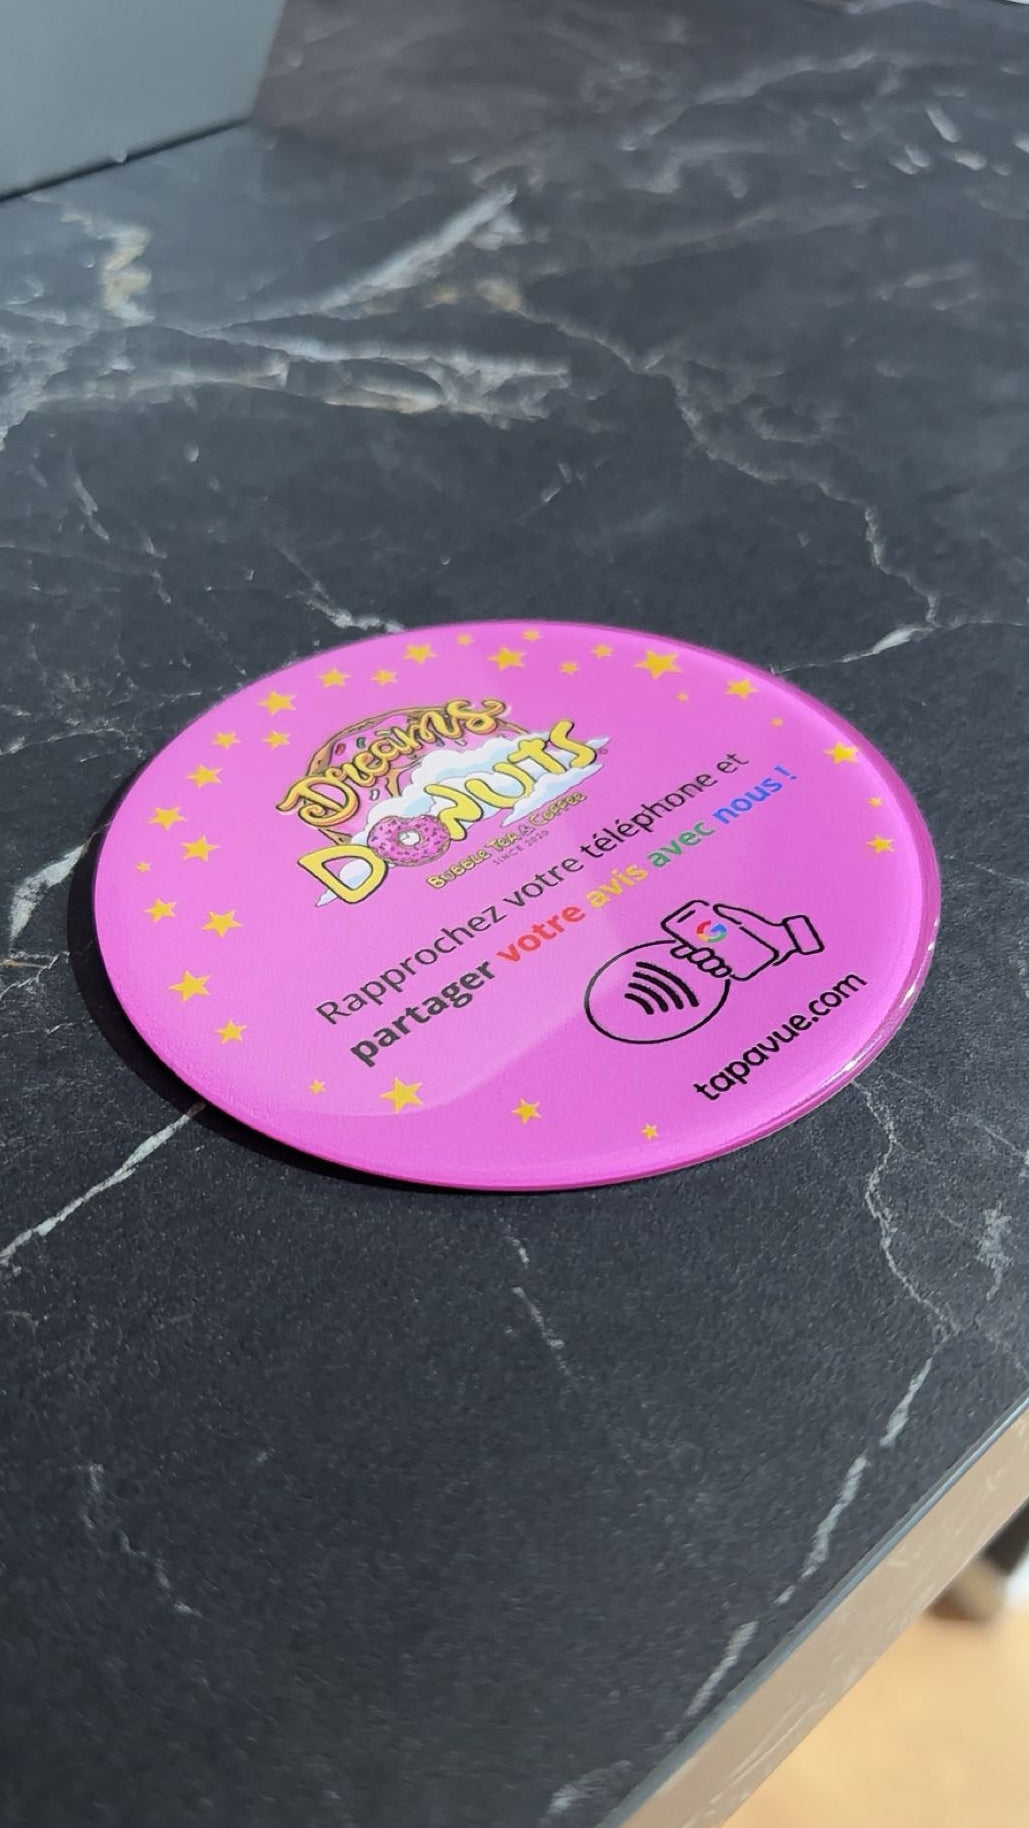 Dreams
DONUTS
BUBBLE TEA & COFFEE
SINCE 2020
Rapprochez votre téléphone et
partager votre avis avec nous !
G
tapavue.com